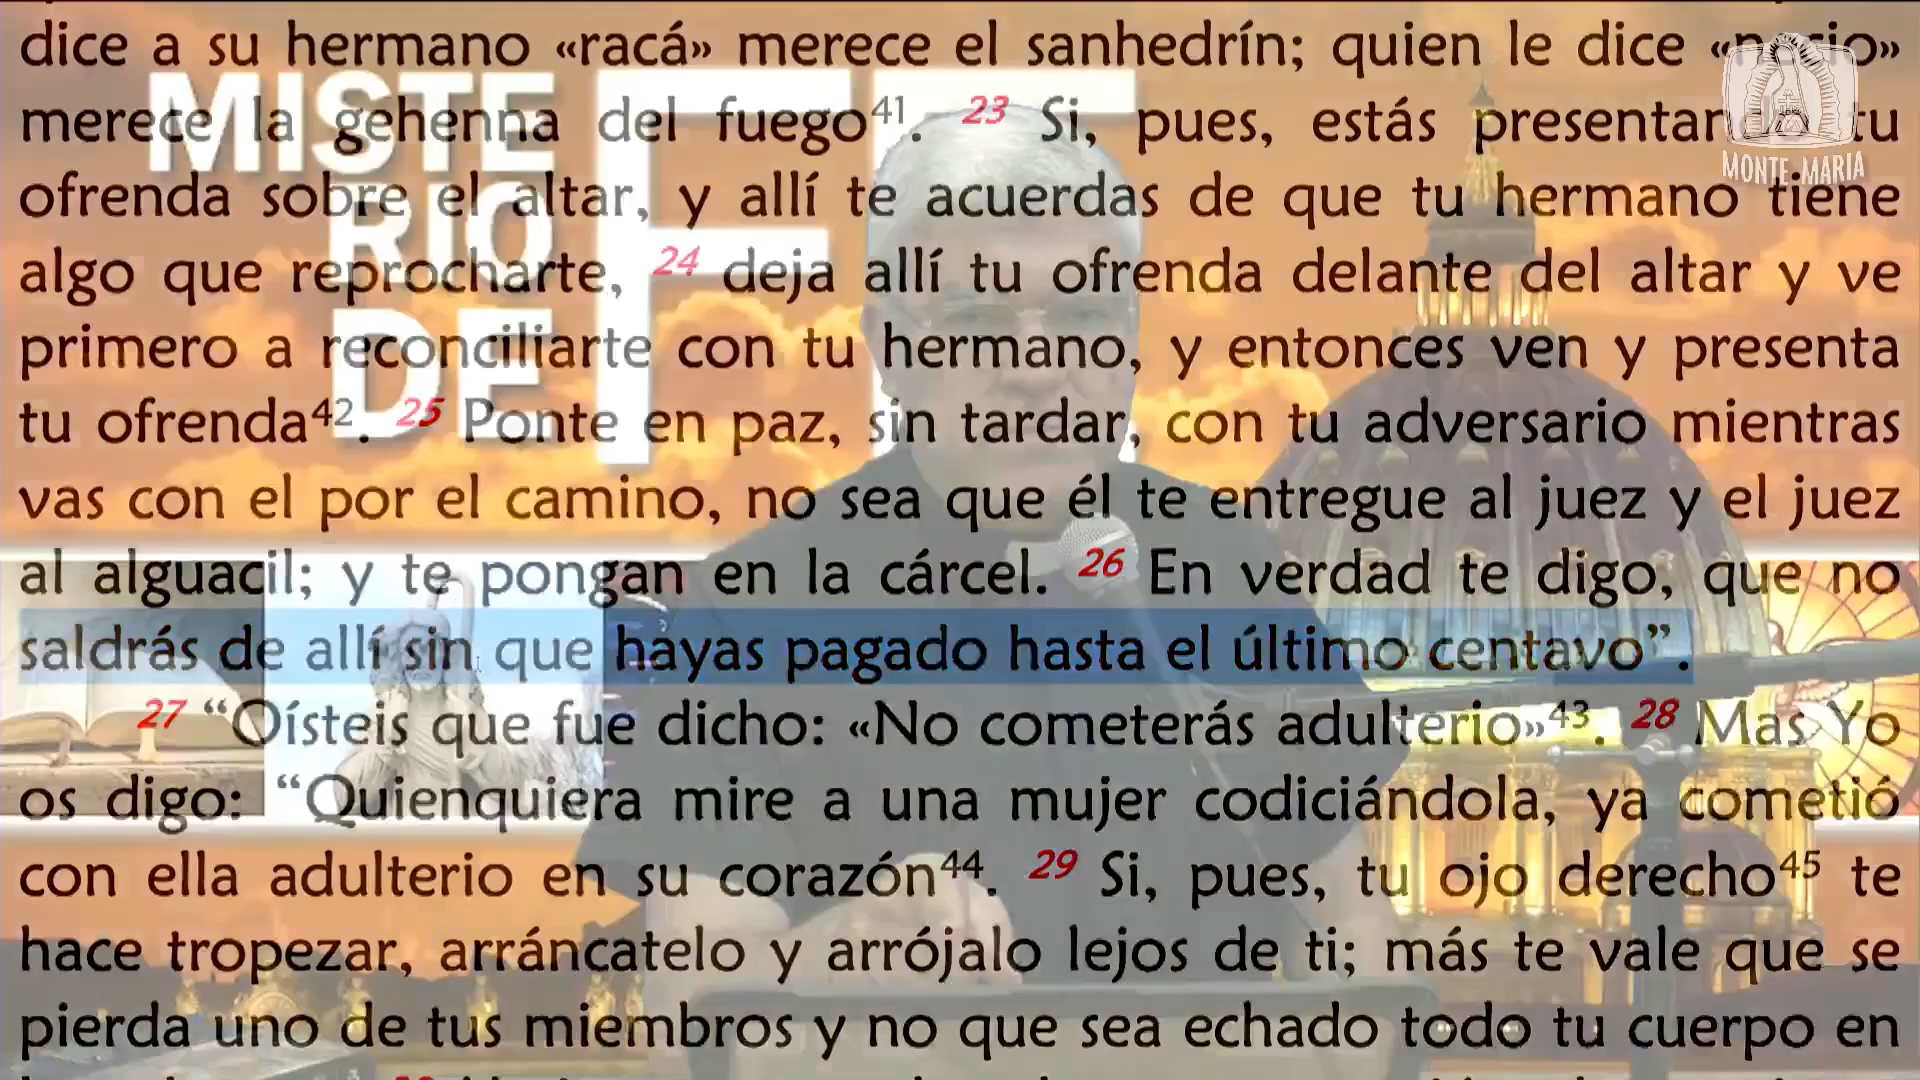 dice a su hermano «racá» merece el sanhedrín; quien le dice «necio»
merece la gehenna del fuego⁴¹. 23 Si, pues, estás presentando tu
ofrenda sobre el altar, y allí te acuerdas de que tu hermano tiene
algo que reprocharte, 24 deja allí tu ofrenda delante del altar y ve
primero a reconciliarte con tu hermano, y entonces ven y presenta
tu ofrenda⁴². 25 Ponte en paz, sin tardar, con tu adversario mientras
vas con el por el camino, no sea que él te entregue al juez y el juez
al alguacil; y te pongan en la cárcel. 26 En verdad te digo, que no
saldrás de allí sin que hayas pagado hasta el último centavo”.
27 “Oísteis que fue dicho: «No cometerás adulterio»⁴³. 28 Mas Yo
os digo: “Quienquiera mire a una mujer codiciándola, ya cometió
con ella adulterio en su corazón⁴⁴. 29 Si, pues, tu ojo derecho⁴⁵ te
hace tropezar, arráncatelo y arrójalo lejos de ti; más te vale que se
pierda uno de tus miembros y no que sea echado todo tu cuerpo en
MISTE
RIO
DE
FE
MONTE MARIA